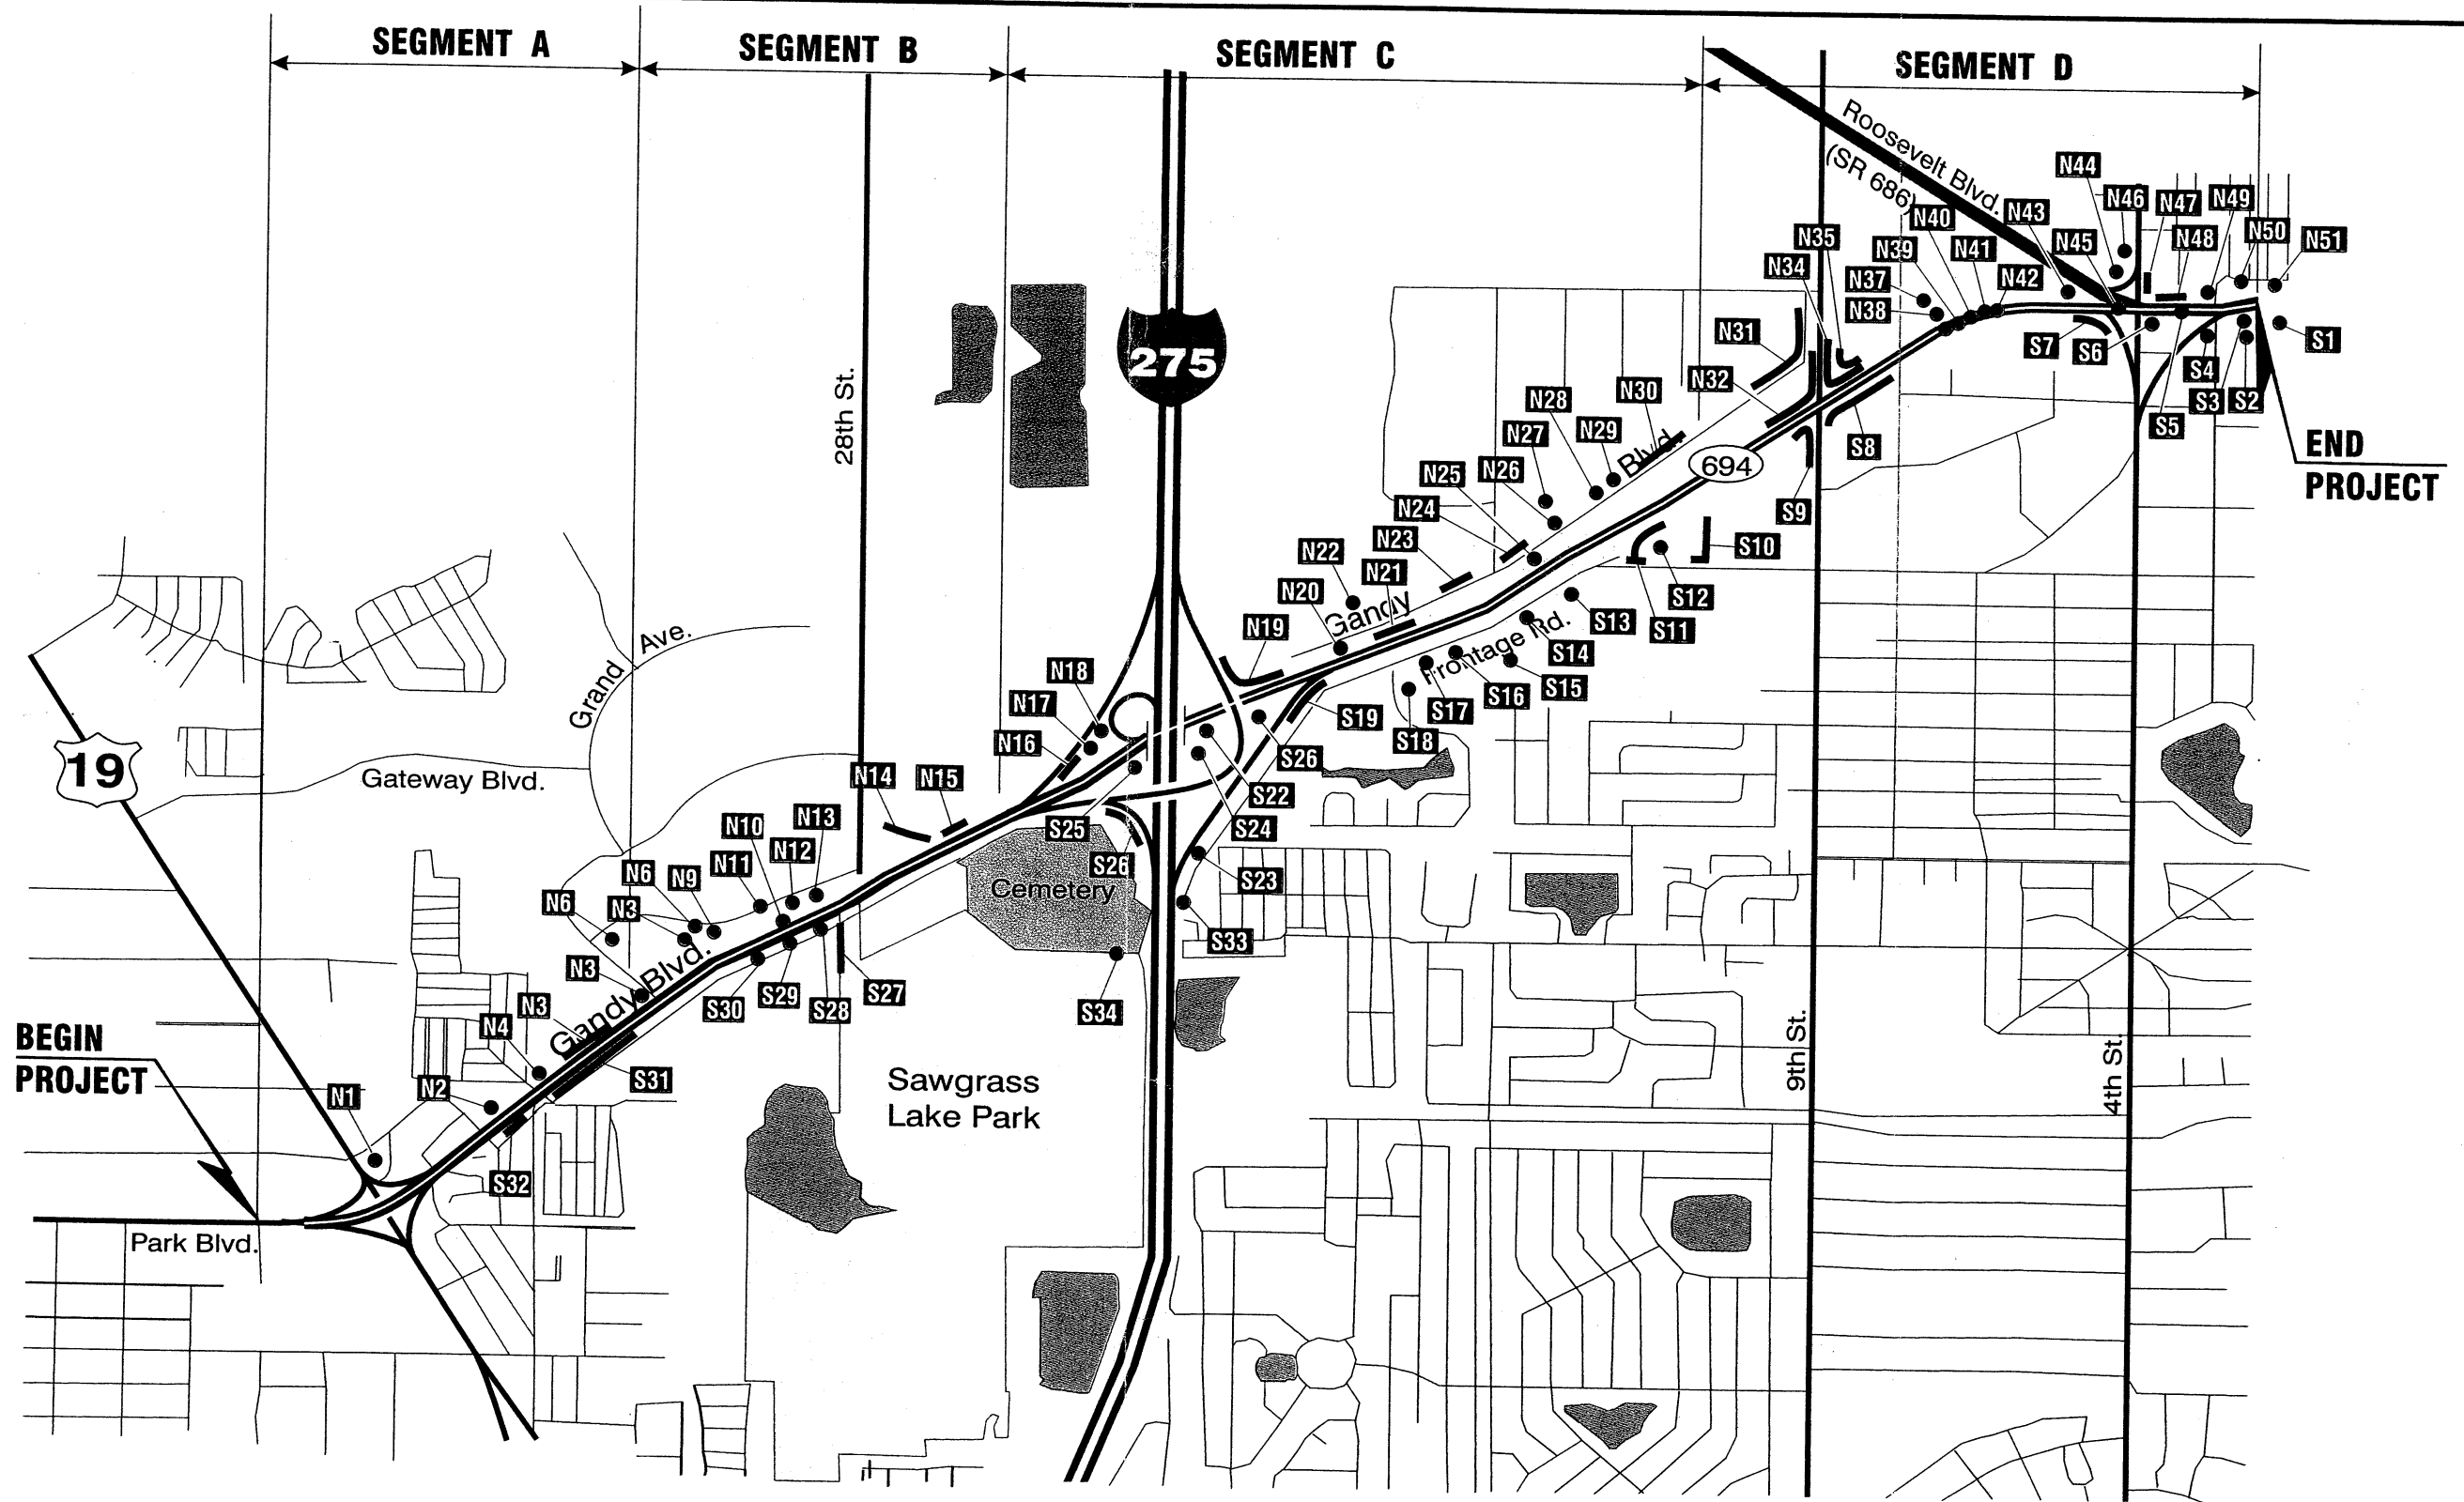 SEGMENT A
SEGMENT B
SEGMENT C
SEGMENT D
Roosevelt Blvd.
(SR 686)
N44
N46
N47
N49
N40
N43
N50
N51
N35
N39
N41
N45
N48
N34
N37
N42
N38
275
N31
S7
S6
S1
S4
N32
N30
S3
S2
N28
28th St.
N27
N29
S5
S8
END
PROJECT
Blvd.
694
N25
N26
N24
S9
N23
N22
S10
N21
N20
S12
Gandy
N19
S13
S11
Frontage Rd.
Grand Ave.
S14
N18
S15
N17
S16
S17
S19
N16
S18
S26
19
Gateway Blvd.
N14
N15
S22
N10
N13
S25
S24
N12
N11
S26
N6
N9
S23
Cemetery
N6
N3
S33
N3
Gandy Blvd.
S30
S29
S28
S27
S34
N3
N4
BEGIN
PROJECT
9th St.
4th St.
S31
N2
N1
Sawgrass
Lake Park
S32
Park Blvd.